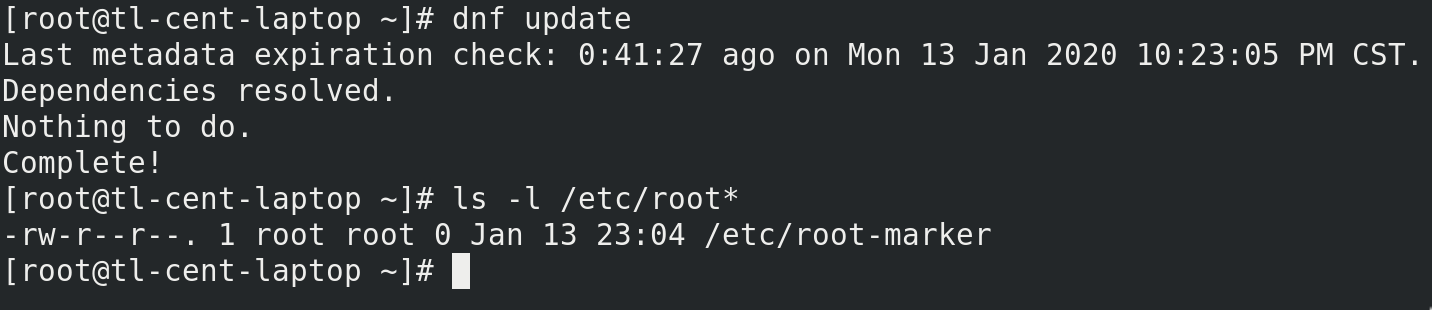 [root@tl-cent-laptop ~]# dnf update
Last metadata expiration check: 0:41:27 ago on Mon 13 Jan 2020 10:23:05 PM CST.
Dependencies resolved.
Nothing to do.
Complete!
[root@tl-cent-laptop ~]# ls -l /etc/root*
-rw-r--r--. 1 root root 0 Jan 13 23:04 /etc/root-marker
[root@tl-cent-laptop ~]#